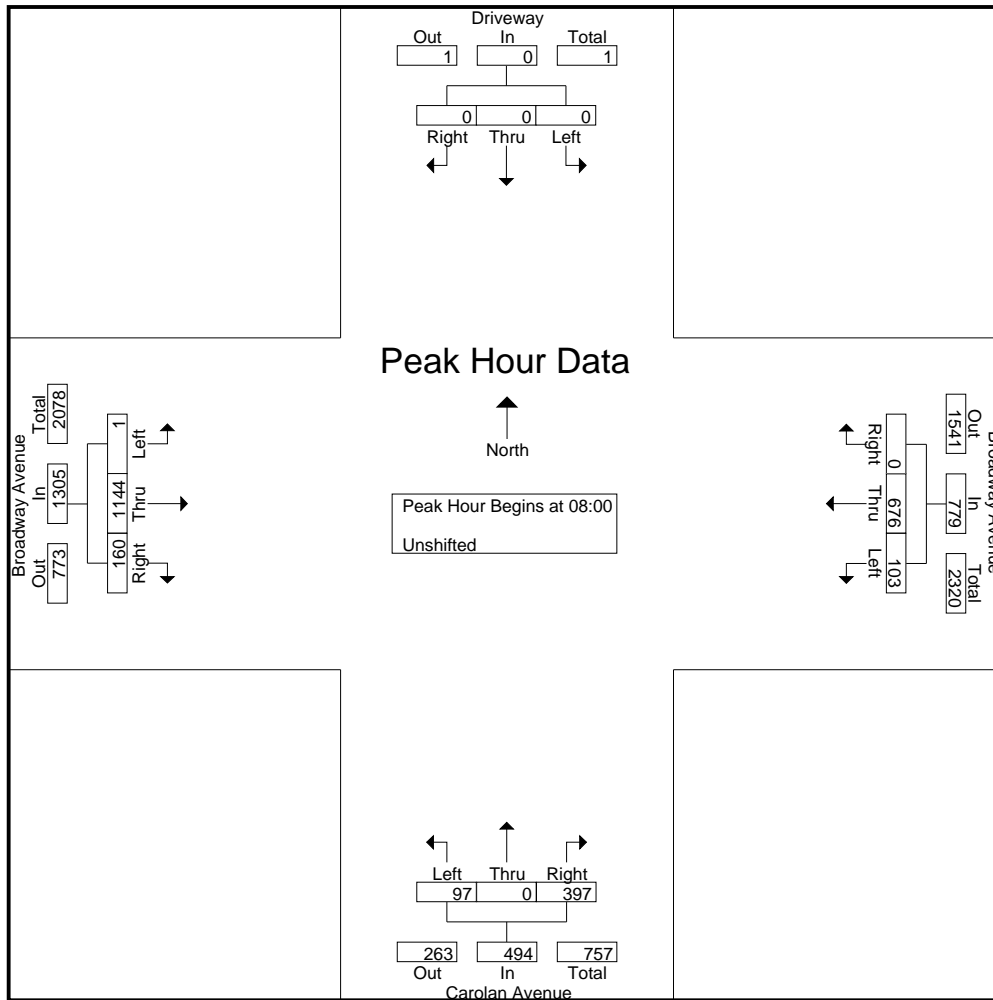 Driveway
Out In Total
1 0 1
0 0 0
Right Thru Left
Peak Hour Data
North
Peak Hour Begins at 08:00
Unshifted
Broadway Avenue
Total In Out
2078 1305 773
1 1144 160
Left Thru Right
Broadway Avenue
Out In Total
1541 779 2320
0 676 103
Right Thru Left
Left Thru Right
97 0 397
263 494 757
Out In Total
Carolan Avenue